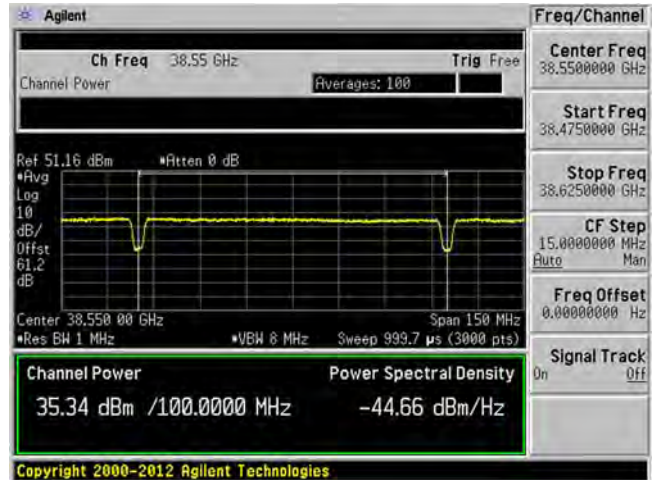 Agilent
Freq/Channel
Ch Freq 38.55 GHz Trig Free
Channel Power Averages: 100
Ref 51.16 dBm *Atten 0 dB
*Avg
Log
10
dB/
Offst
61.2
dB
Center 38.550 00 GHz Span 150 MHz
*Res BW 1 MHz *VBW 8 MHz Sweep 999.7 µs (3000 pts)
Channel Power Power Spectral Density
35.34 dBm /100.0000 MHz -44.66 dBm/Hz
Center Freq
38.5500000 GHz
Start Freq
38.4750000 GHz
Stop Freq
38.6250000 GHz
CF Step
15.0000000 MHz
Auto Man
Freq Offset
0.00000000 Hz
Signal Track
On Off
Copyright 2000-2012 Agilent Technologies